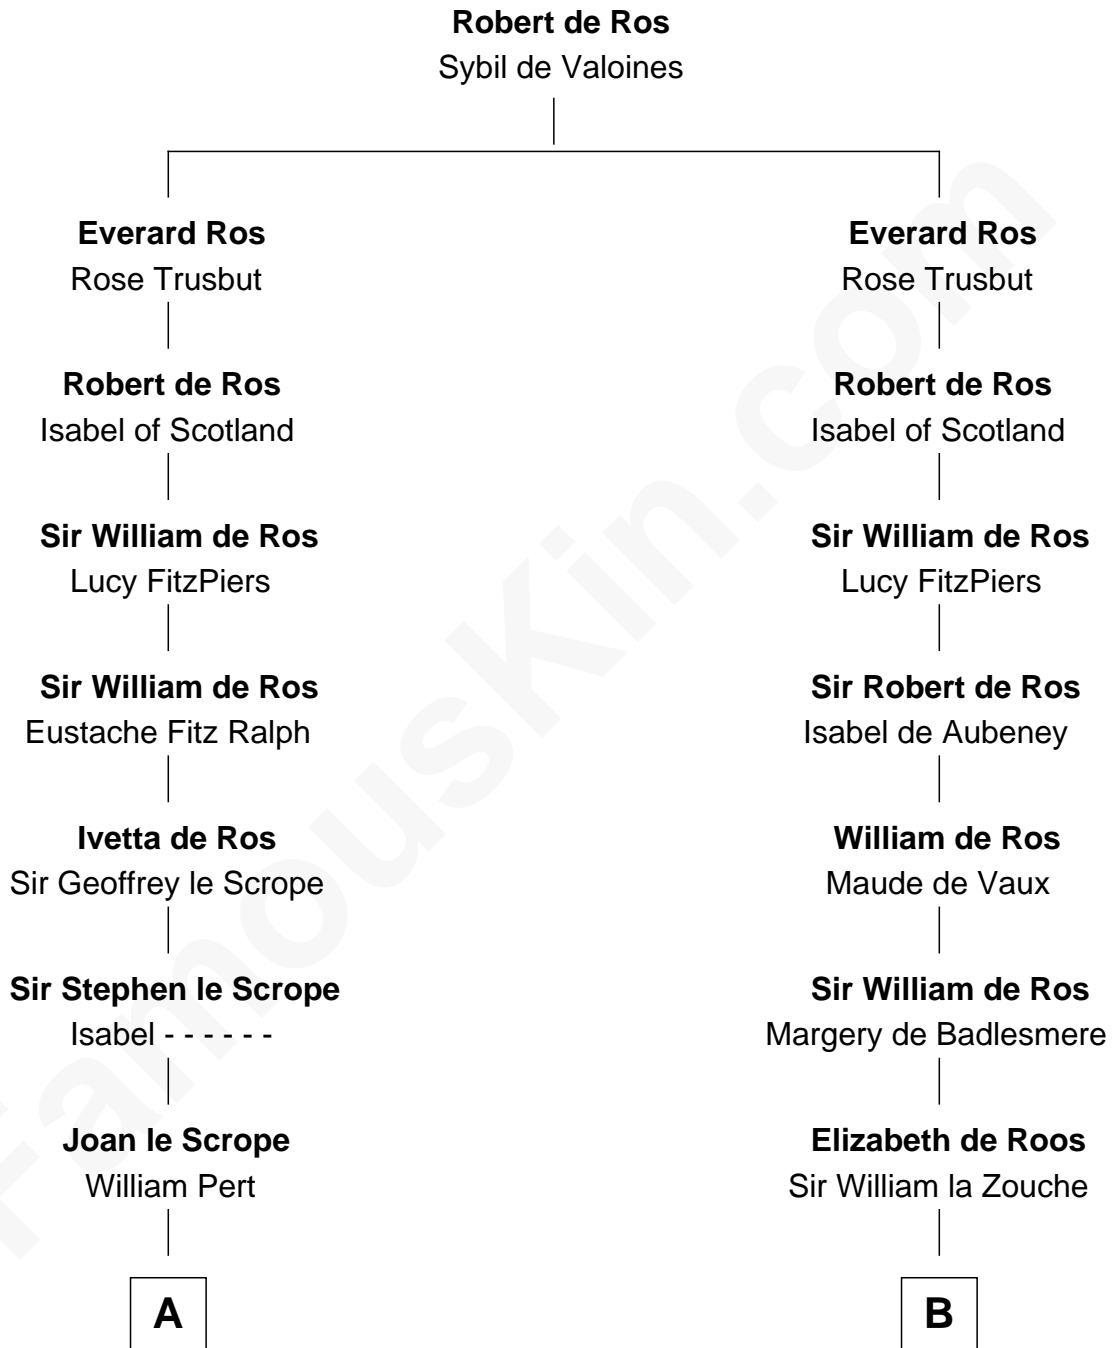 Robert de Ros
Sybil de Valoines
Everard Ros
Rose Trusbut
Everard Ros
Rose Trusbut
Robert de Ros
Isabel of Scotland
Robert de Ros
Isabel of Scotland
Sir William de Ros
Lucy FitzPiers
Sir William de Ros
Lucy FitzPiers
Sir William de Ros
Eustache Fitz Ralph
Sir Robert de Ros
Isabel de Aubeney
Ivetta de Ros
Sir Geoffrey le Scrope
William de Ros
Maude de Vaux
Sir Stephen le Scrope
Isabel - - - - - -
Sir William de Ros
Margery de Badlesmere
Joan le Scrope
William Pert
Elizabeth de Roos
Sir William la Zouche
A
B
FamousKin.com